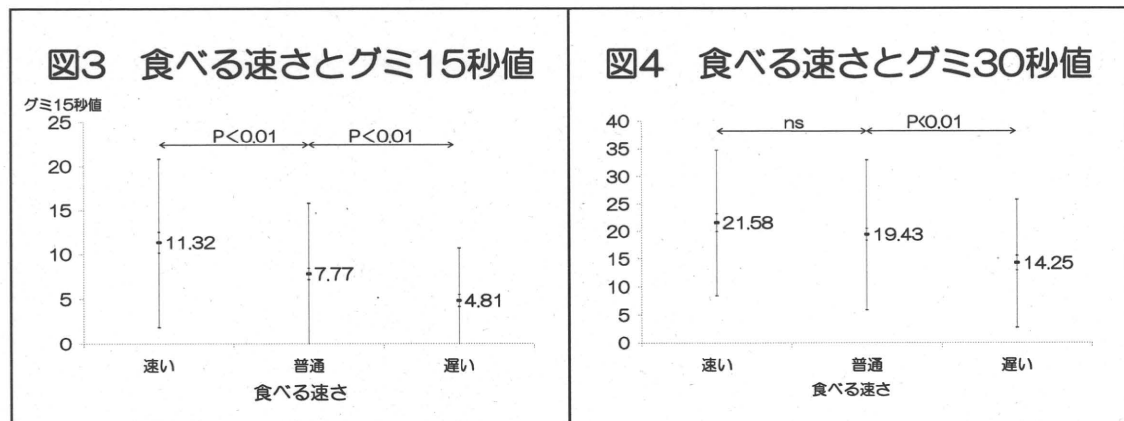 図3 食べる速さとグミ15秒値
グミ15秒値
25
20
15
10
5
0
P<0.01
P<0.01
11.32
7.77
4.81
速い
普通
遅い
食べる速さ
図4 食べる速さとグミ30秒値
40
35
30
25
20
15
10
5
0
ns
P<0.01
21.58
19.43
14.25
速い
普通
遅い
食べる速さ